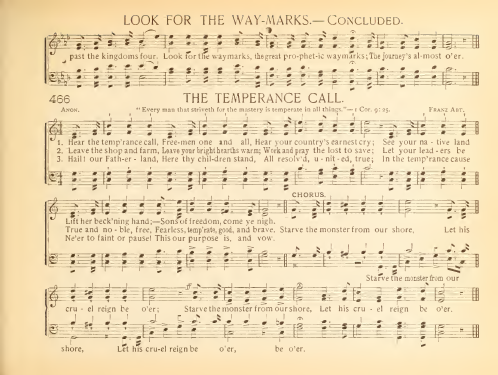 LOOK FOR THE WAY-MARKS.—CONCLUDED.
past the kingdoms four. Look for the waymarks, the great pro-phet-ic waymarks; The journey's al-most o'er.
466
THE TEMPERANCE CALL.
ANON.
"Every man that striveth for the mastery is temperate in all things."—1 Cor. 9: 25.
FRANZ ABT.
1. Hear the temp'rance call, Free-men one and all, Hear your country's earnest cry; See your na-tive land
2. Leave the shop and farm, Leave your bright hearths warm; Work and pray the lost to save; Let your lead-ers be
3. Hail! our Father-land, Here thy chil'dren stand, All resolv'd, u-nit-ed, true; In the temp'rance cause
CHORUS.
Lift her beck'ning hand;—Sons of freedom, come ye nigh.
True and no-ble, free, Fearless, temp'rate, good, and brave. Starve the monster from our shore, Let his
Ne'er to faint or pause! This our purpose is, and vow.
Starve the monster from our
cru-el reign be o'er; Starve the monster from our shore, Let his cru-el reign be o'er.
shore, Let his cru-el reign be o'er, be o'er.